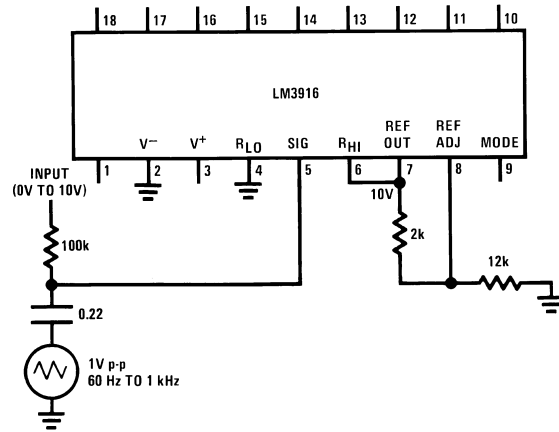 18 17 16 15 14 13 12 11 10
LM3916
REF REF
V− V+ RLO SIG RHI OUT ADJ MODE
1 2 3 4 5 6 7 8 9
INPUT
(0V TO 10V)
10V
100k
2k
12k
0.22
1V p-p
60 Hz TO 1 kHz